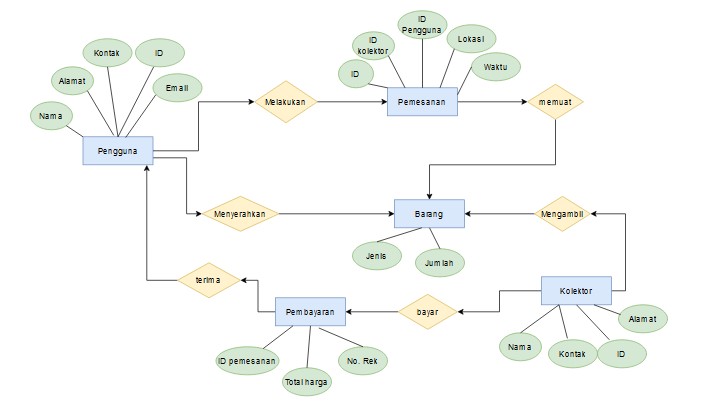 ID
Pengguna
Kontak
ID
ID
kolektor
Lokasi
Alamat
Email
ID
Waktu
Nama
Melakukan
Pemesanan
memuat
Pengguna
Menyerahkan
Barang
Mengambil
Jenis
Jumlah
terima
Kolektor
Pembayaran
bayar
Alamat
Nama
Kontak
ID
ID pemesanan
No. Rek
Total harga